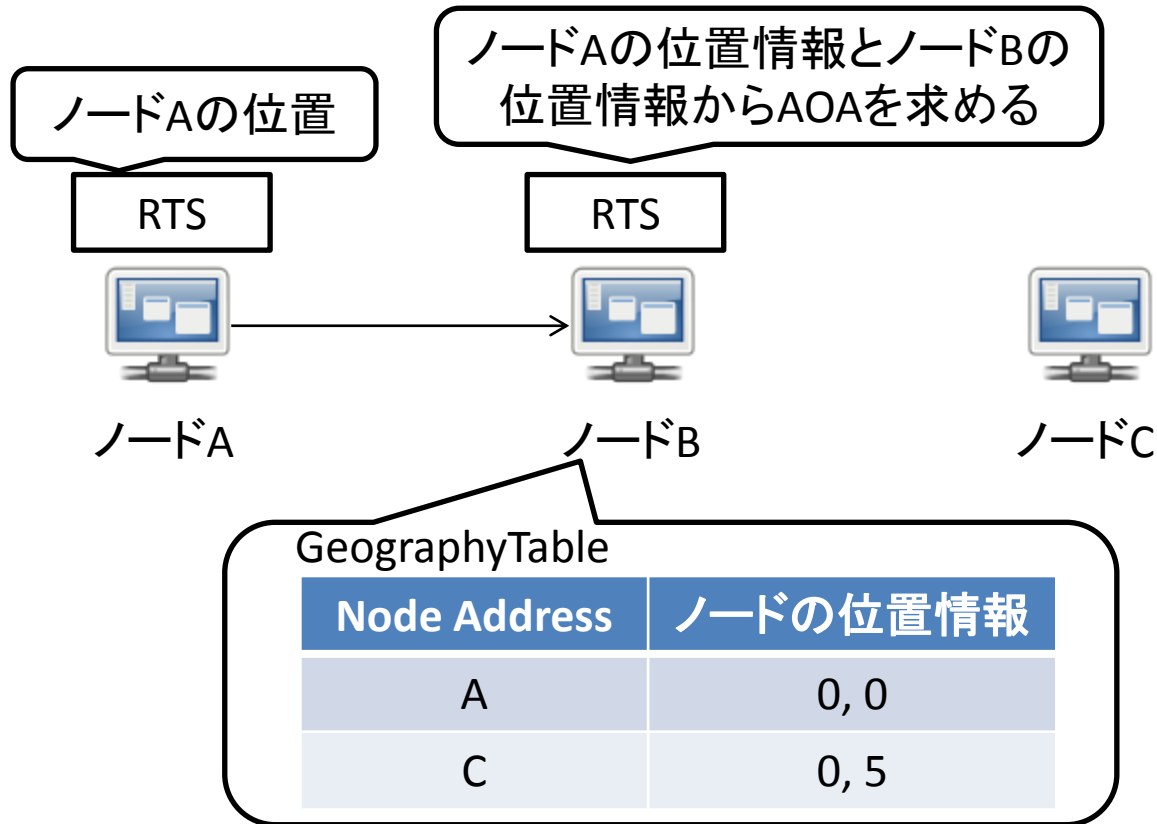 ノードAの位置
ノードAの位置情報とノードBの
位置情報からAOAを求める
RTS
RTS
ノードA
ノードB
ノードC
GeographyTable
Node Address ノードの位置情報
A 0, 0
C 0, 5